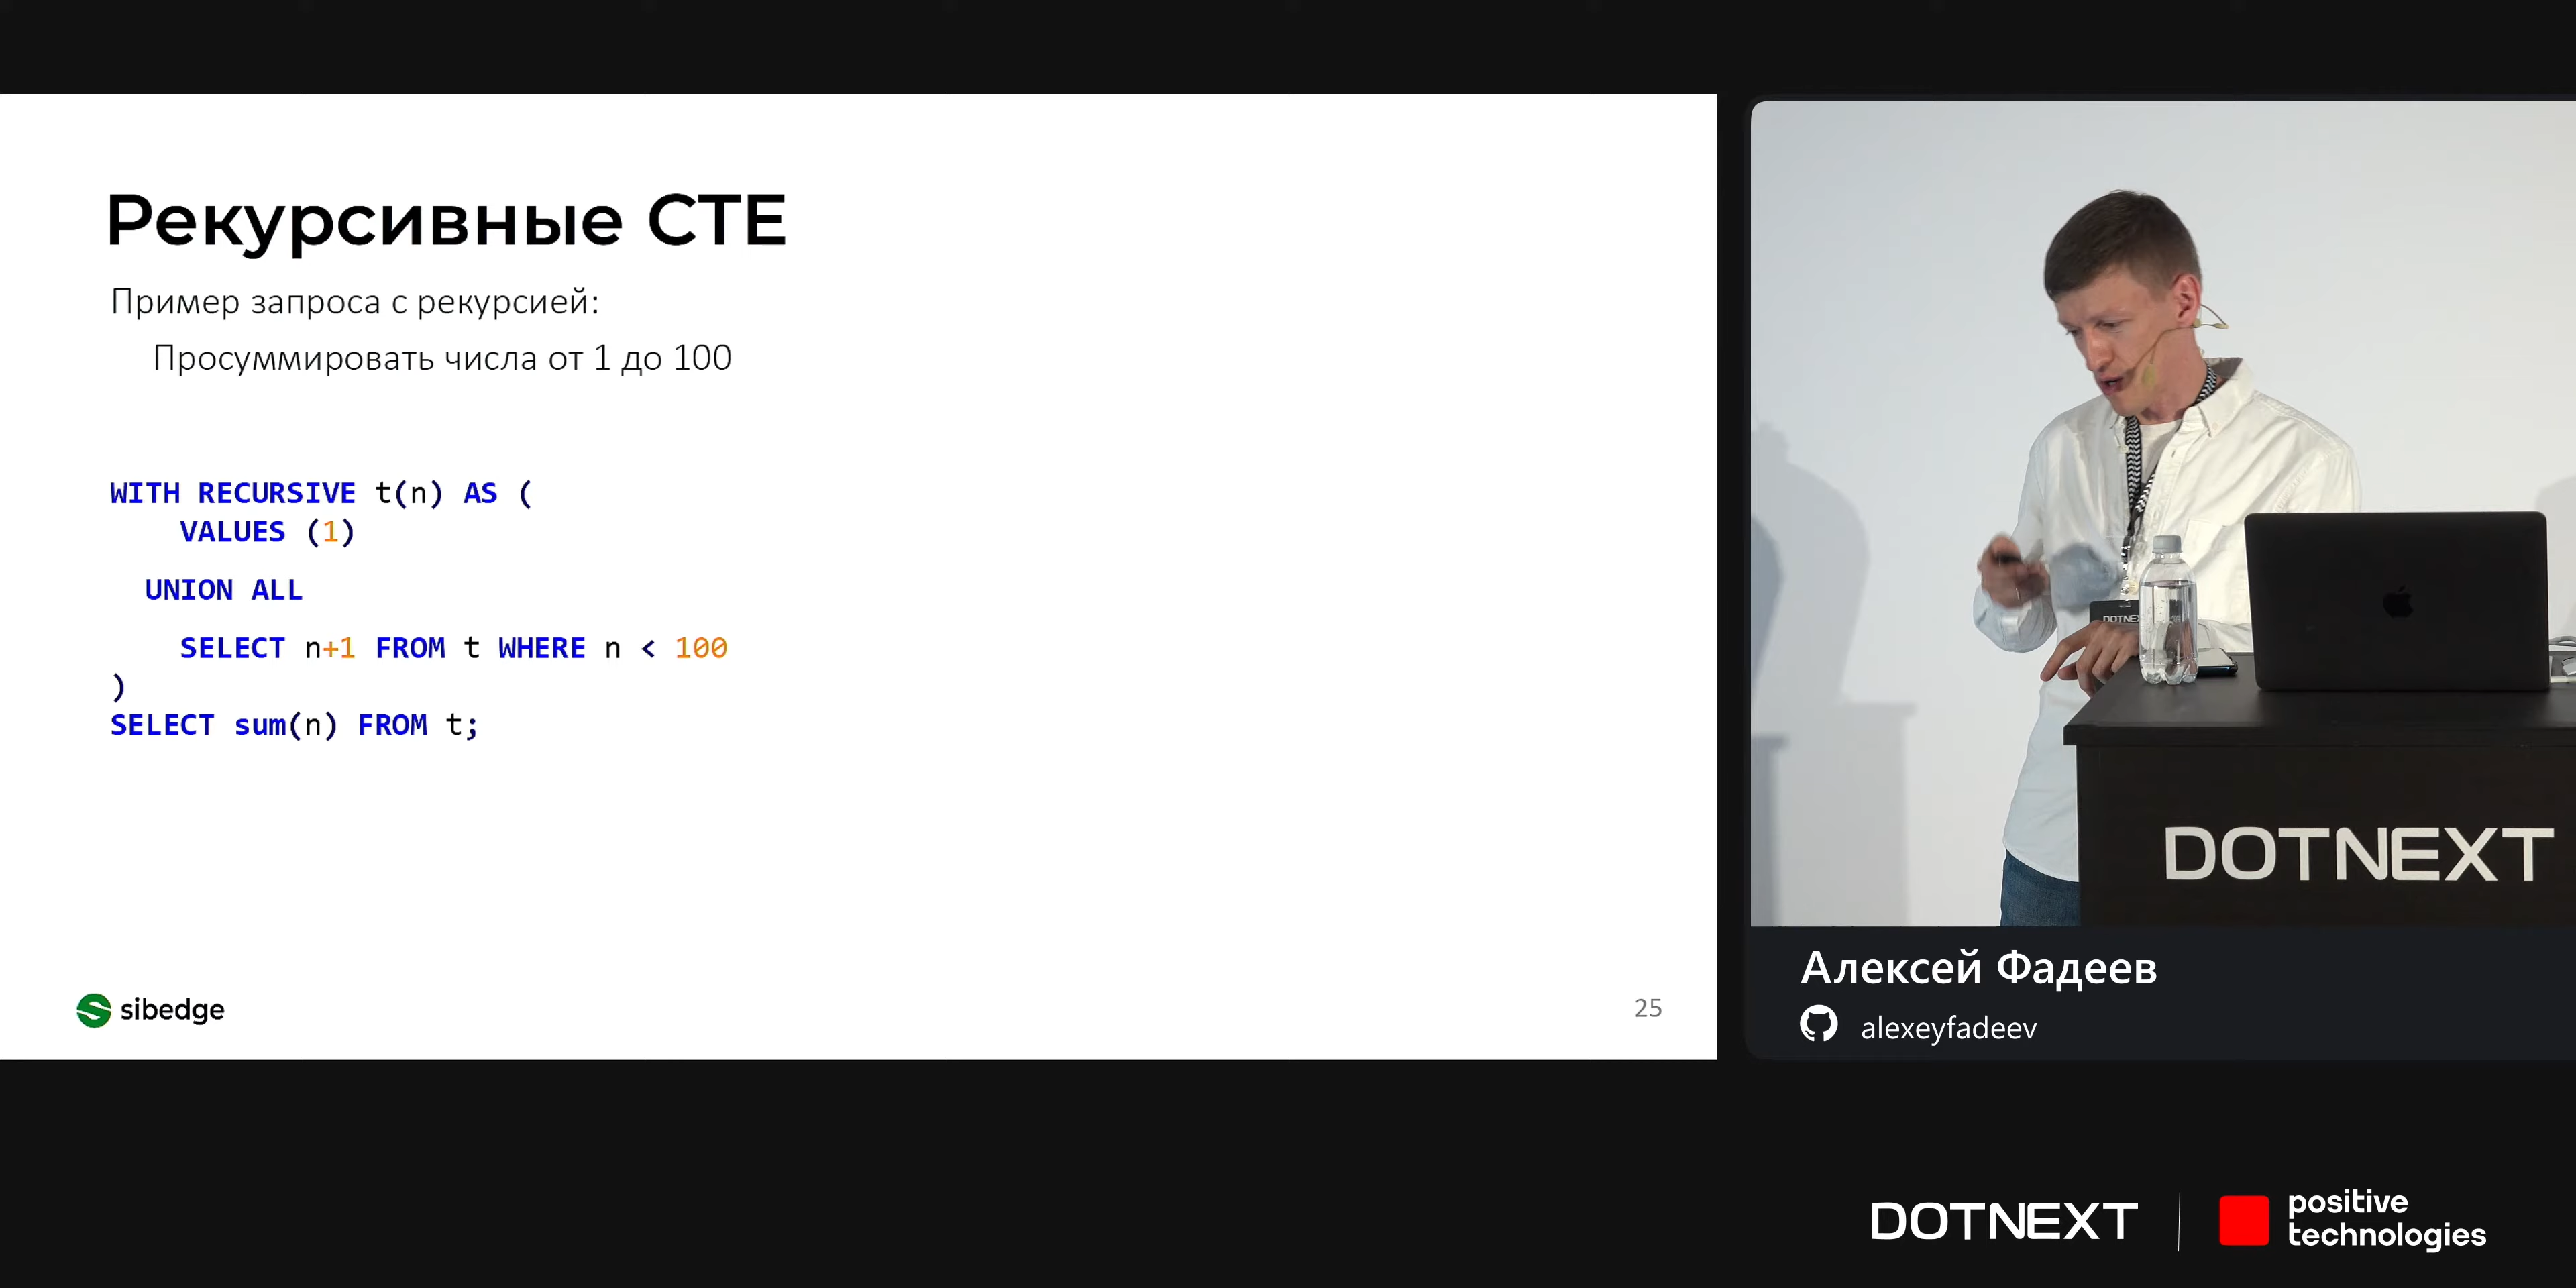 Рекурсивные CTE
Пример запроса с рекурсией:
Просуммировать числа от 1 до 100
WITH RECURSIVE t(n) AS (
VALUES (1)
UNION ALL
SELECT n+1 FROM t WHERE n < 100
)
SELECT sum(n) FROM t;
sibedge
25
DOTNEXT
DOTNEXT
Алексей Фадеев
alexeyfadeev
DOTNEXT
positive
technologies